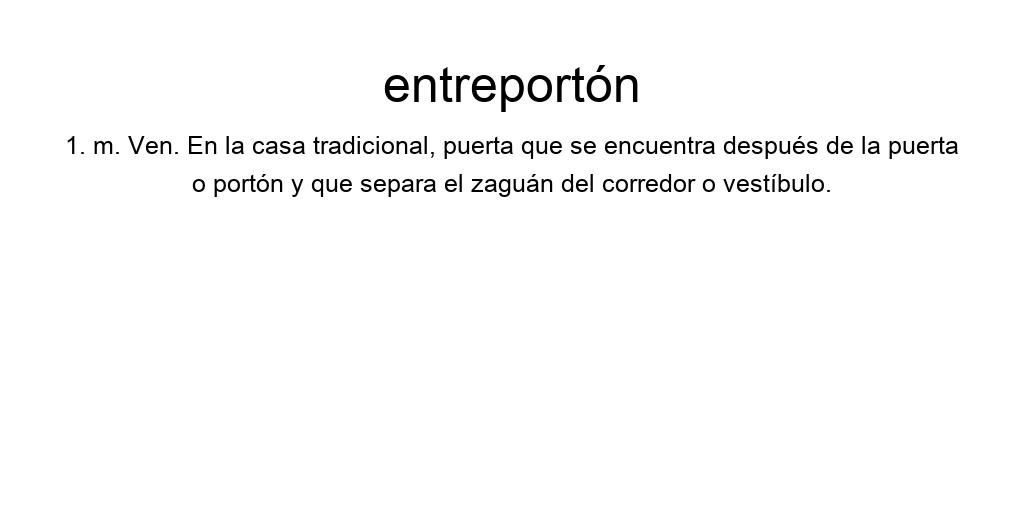 entreportón
1. m. Ven. En la casa tradicional, puerta que se encuentra después de la puerta
o portón y que separa el zaguán del corredor o vestíbulo.